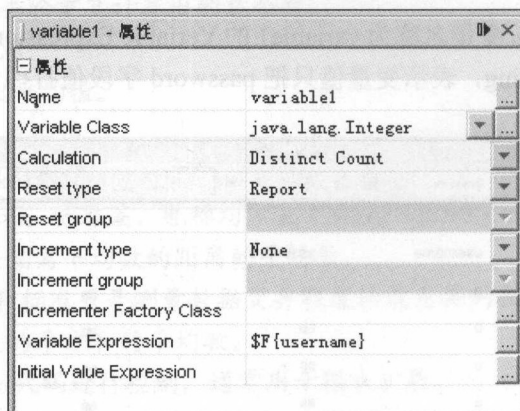 variable1 - 属性
属性
Name variable1
Variable Class java.lang.Integer ...
Calculation Distinct Count
Reset type Report
Reset group
Increment type None
Increment group
Incrementer Factory Class ...
Variable Expression $F{username} ...
Initial Value Expression ...